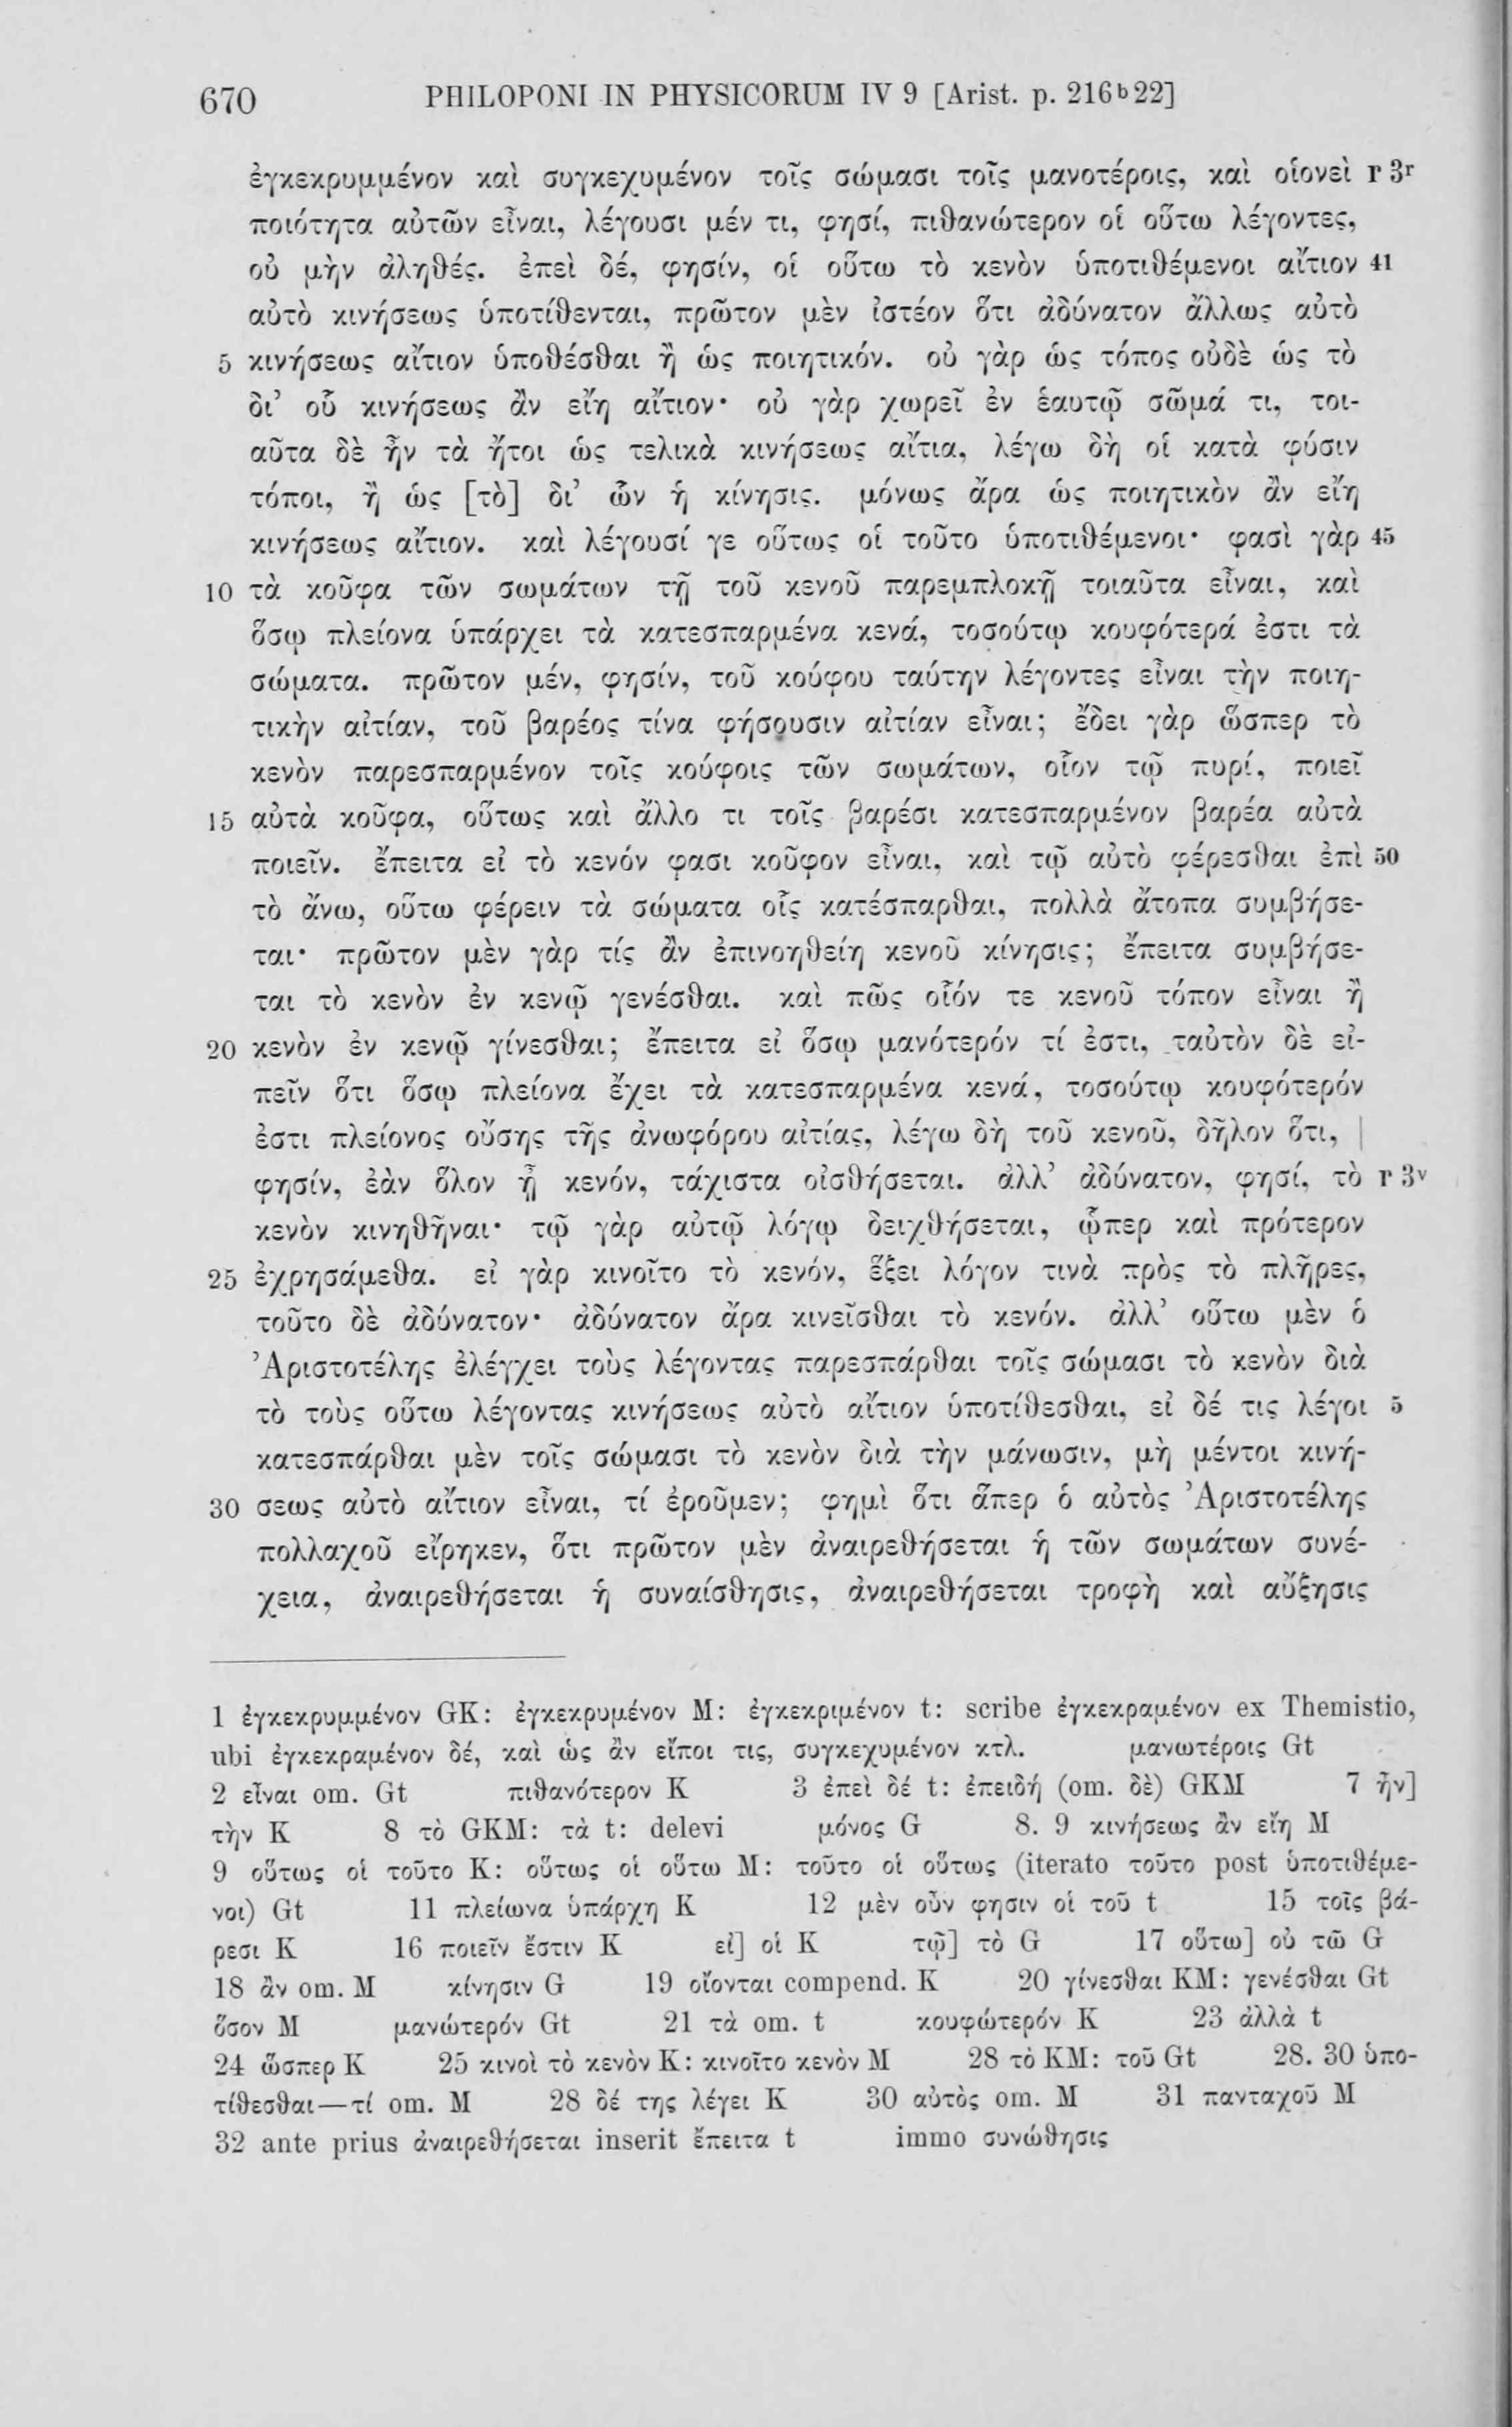 670 PHILOPONI IN PHYSICORUM IV 9 [Arist. p. 216ᵇ22]
ἐγκεκρυμμένον καὶ συγκεχυμένον τοῖς σώμασι τοῖς μανοτέροις, καὶ οἱονεὶ r 3ʳ
ποιότητα αὐτῶν εἶναι, λέγουσι μέν τι, φησί, πιθανώτερον οἱ οὕτω λέγοντες,
οὐ μὴν ἀληθές. ἐπεὶ δέ, φησίν, οἱ οὕτω τὸ κενὸν ὑποτιθέμενοι αἴτιον 41
αὐτὸ κινήσεως ὑποτίθενται, πρῶτον μὲν ἰστέον ὅτι ἀδύνατον ἄλλως αὐτὸ
5 κινήσεως αἴτιον ὑποθέσθαι ἢ ὡς ποιητικόν. οὐ γὰρ ὡς τόπος οὐδὲ ὡς τὸ
δι' οὗ κινήσεως ἂν εἴη αἴτιον· οὐ γὰρ χωρεῖ ἐν ἑαυτῷ σῶμά τι, τοι-
αῦτα δὲ ἦν τὰ ἤτοι ὡς τελικὰ κινήσεως αἴτια, λέγω δὴ οἱ κατὰ φύσιν
τόποι, ἢ ὡς [τὸ] δι' ὧν ἡ κίνησις. μόνως ἄρα ὡς ποιητικὸν ἂν εἴη
κινήσεως αἴτιον. καὶ λέγουσί γε οὕτως οἱ τοῦτο ὑποτιθέμενοι· φασὶ γὰρ 45
10 τὰ κοῦφα τῶν σωμάτων τῇ τοῦ κενοῦ παρεμπλοκῇ τοιαῦτα εἶναι, καὶ
ὅσῳ πλείονα ὑπάρχει τὰ κατεσπαρμένα κενά, τοσούτῳ κουφότερά ἐστι τὰ
σώματα. πρῶτον μέν, φησίν, τοῦ κούφου ταύτην λέγοντες εἶναι τὴν ποιη-
τικὴν αἰτίαν, τοῦ βαρέος τίνα φήσουσιν αἰτίαν εἶναι; ἔδει γὰρ ὥσπερ τὸ
κενὸν παρεσπαρμένον τοῖς κούφοις τῶν σωμάτων, οἷον τῷ πυρί, ποιεῖ
15 αὐτὰ κοῦφα, οὕτως καὶ ἄλλο τι τοῖς βαρέσι κατεσπαρμένον βαρέα αὐτὰ
ποιεῖν. ἔπειτα εἰ τὸ κενόν φασι κοῦφον εἶναι, καὶ τῷ αὐτὸ φέρεσθαι ἐπὶ 50
τὸ ἄνω, οὕτω φέρειν τὰ σώματα οἷς κατέσπαρθαι, πολλὰ ἄτοπα συμβήσε-
ται· πρῶτον μὲν γὰρ τίς ἂν ἐπινοηθείη κενοῦ κίνησις; ἔπειτα συμβήσε-
ται τὸ κενὸν ἐν κενῷ γενέσθαι. καὶ πῶς οἷόν τε κενοῦ τόπον εἶναι ἢ
20 κενὸν ἐν κενῷ γίνεσθαι; ἔπειτα εἰ ὅσῳ μανότερόν τί ἐστι, ταὐτὸν δὲ εἰ-
πεῖν ὅτι ὅσῳ πλείονα ἔχει τὰ κατεσπαρμένα κενά, τοσούτῳ κουφότερόν
ἐστι πλείονος οὔσης τῆς ἀνωφόρου αἰτίας, λέγω δὴ τοῦ κενοῦ, δῆλον ὅτι, |
φησίν, ἐὰν ὅλον ᾖ κενόν, τάχιστα οἰσθήσεται. ἀλλ' ἀδύνατον, φησί, τὸ r 3ᵛ
κενὸν κινηθῆναι· τῷ γὰρ αὐτῷ λόγῳ δειχθήσεται, ᾧπερ καὶ πρότερον
25 ἐχρησάμεθα. εἰ γὰρ κινοῖτο τὸ κενόν, ἕξει λόγον τινὰ πρὸς τὸ πλῆρες,
τοῦτο δὲ ἀδύνατον· ἀδύνατον ἄρα κινεῖσθαι τὸ κενόν. ἀλλ' οὕτω μὲν ὁ
Ἀριστοτέλης ἐλέγχει τοὺς λέγοντας παρεσπάρθαι τοῖς σώμασι τὸ κενὸν διὰ
τὸ τοὺς οὕτω λέγοντας κινήσεως αὐτὸ αἴτιον ὑποτίθεσθαι, εἰ δέ τις λέγοι 5
κατεσπάρθαι μὲν τοῖς σώμασι τὸ κενὸν διὰ τὴν μάνωσιν, μὴ μέντοι κινή-
30 σεως αὐτὸ αἴτιον εἶναι, τί ἐροῦμεν; φημὶ ὅτι ἅπερ ὁ αὐτὸς Ἀριστοτέλης
πολλαχοῦ εἴρηκεν, ὅτι πρῶτον μὲν ἀναιρεθήσεται ἡ τῶν σωμάτων συνέ-
χεια, ἀναιρεθήσεται ἡ συναίσθησις, ἀναιρεθήσεται τροφὴ καὶ αὔξησις
1 ἐγκεκρυμμένον GK: ἐγκεκρυμένον M: ἐγκεκριμένον t: scribe ἐγκεκραμένον ex Themistio,
ubi ἐγκεκραμένον δέ, καὶ ὡς ἂν εἴποι τις, συγκεχυμένον κτλ. μανωτέροις Gt
2 εἶναι om. Gt πιθανότερον K 3 ἐπεὶ δέ t: ἐπειδή (om. δὲ) GKM 7 ἦν]
τὴν K 8 τὸ GKM: τὰ t: delevi μόνος G 8. 9 κινήσεως ἂν εἴη M
9 οὕτως οἱ τοῦτο K: οὕτως οἱ οὕτω M: τοῦτο οἱ οὕτως (iterato τοῦτο post ὑποτιθέμε-
νοι) Gt 11 πλείωνα ὑπάρχη K 12 μὲν οὖν φησιν οἱ τοῦ t 15 τοῖς βά-
ρεσι K 16 ποιεῖν ἔστιν K εἰ] οἱ K τῷ] τὸ G 17 οὕτω] οὐ τῶ G
18 ἂν om. M κίνησιν G 19 οἴονται compend. K 20 γίνεσθαι KM: γενέσθαι Gt
ὅσον M μανώτερόν Gt 21 τὰ om. t κουφώτερόν K 23 ἀλλὰ t
24 ὥσπερ K 25 κινοὶ τὸ κενὸν K: κινοῖτο κενὸν M 28 τὸ KM: τοῦ Gt 28. 30 ὑπο-
τίθεσθαι—τί om. M 28 δέ της λέγει K 30 αὐτὸς om. M 31 πανταχοῦ M
32 ante prius ἀναιρεθήσεται inserit ἔπειτα t immo συνώθησις